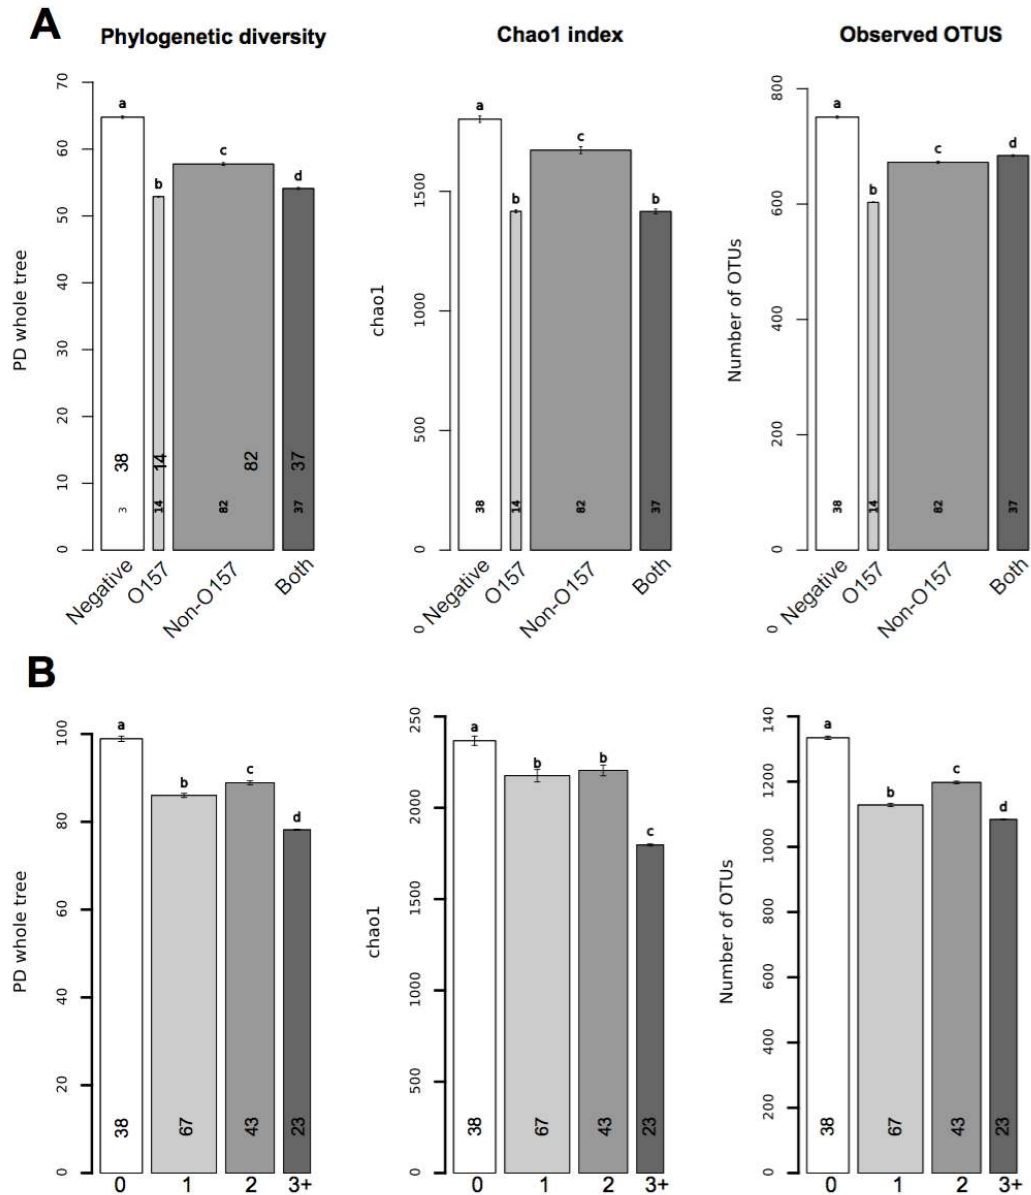 A
Phylogenetic diversity
Chao1 index
Observed OTUS
PD whole tree
0
10
20
30
40
50
60
70
a
b
c
d
38
14
82
37
3
14
82
37
Negative
O157
Non-O157
Both
chao1
0
0
500
1000
1500
a
b
c
b
38
14
82
37
Negative
O157
Non-O157
Both
Number of OTUs
0
0
200
400
600
800
a
b
c
d
38
14
82
37
Negative
O157
Non-O157
Both
B
PD whole tree
0
20
40
60
80
100
a
b
c
d
38
67
43
23
0
1
2
3+
chao1
0
500
1000
1500
2000
250
a
b
b
c
38
67
43
23
0
1
2
3+
Number of OTUs
0
200
400
600
800
1000
1200
140
a
b
c
d
38
67
43
23
0
1
2
3+